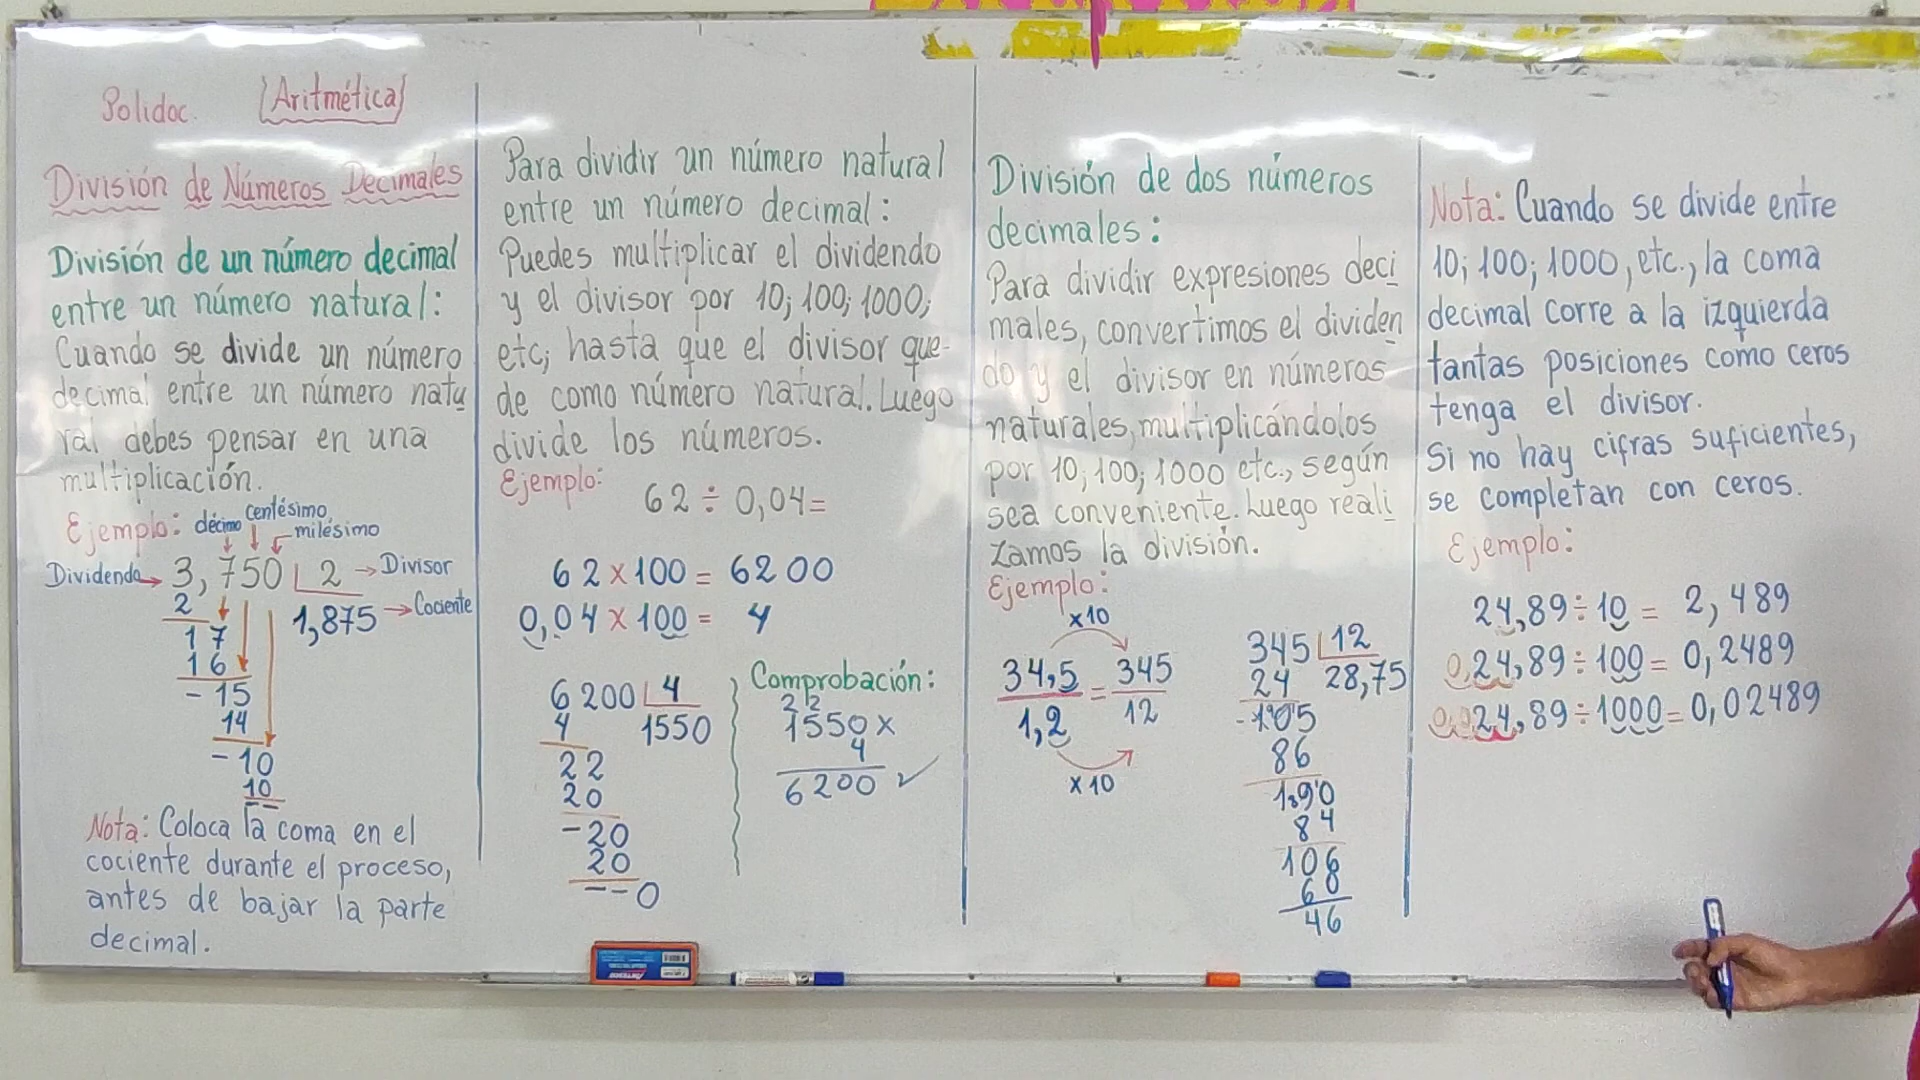 Polidoc.
Aritmética
División de Números Decimales
División de un número decimal
entre un número natural:
Cuando se divide un número
decimal entre un número natu
ral debes pensar en una
multiplicación.
Ejemplo: décimo centésimo
milésimo
Dividendo → 3,750 2 → Divisor
2 1,875 → Cociente
17
16
-15
14
-10
10
--
Nota: Coloca la coma en el
cociente durante el proceso,
antes de bajar la parte
decimal.
Para dividir un número natural
entre un número decimal:
Puedes multiplicar el dividendo
y el divisor por 10; 100; 1000;
etc; hasta que el divisor que-
de como número natural. Luego
divide los números.
Ejemplo: 62 ÷ 0,04 =
62 x 100 = 6200
0,04 x 100 = 4
6200 4
4 1550
22
20
-20
20
--0
Comprobación:
22
1550 x
4
6200 ✓
División de dos números
decimales:
Para dividir expresiones deci
males, convertimos el dividen
do y el divisor en números
naturales, multiplicándolos
por 10; 100; 1000 etc., según
sea conveniente. Luego reali
zamos la división.
Ejemplo:
x10
34,5 = 345
1,2 12
x10
345 12
24 28,75
-105
86
190
84
106
68
46
Nota: Cuando se divide entre
10; 100; 1000, etc., la coma
decimal corre a la izquierda
tantas posiciones como ceros
tenga el divisor.
Si no hay cifras suficientes,
se completan con ceros.
Ejemplo:
24,89 ÷ 10 = 2,489
0,24,89 ÷ 100 = 0,2489
0,024,89 ÷ 1000 = 0,02489